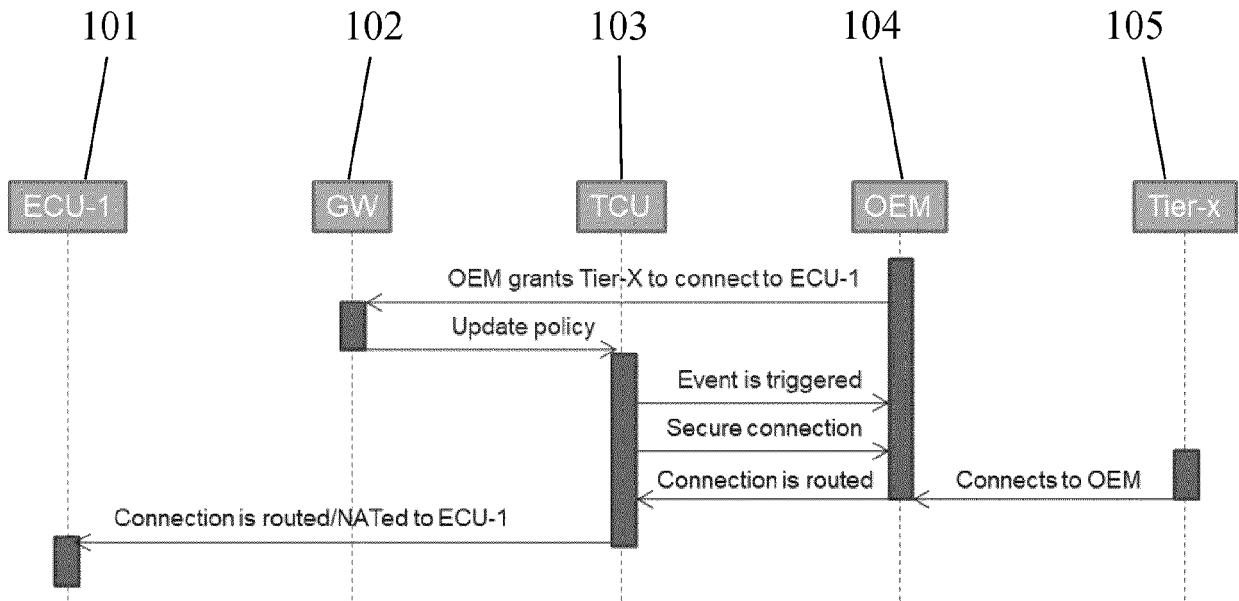 101 102 103 104 105
ECU-1 GW TCU OEM Tier-x
OEM grants Tier-X to connect to ECU-1
Update policy
Event is triggered
Secure connection
Connection is routed Connects to OEM
Connection is routed/NATed to ECU-1